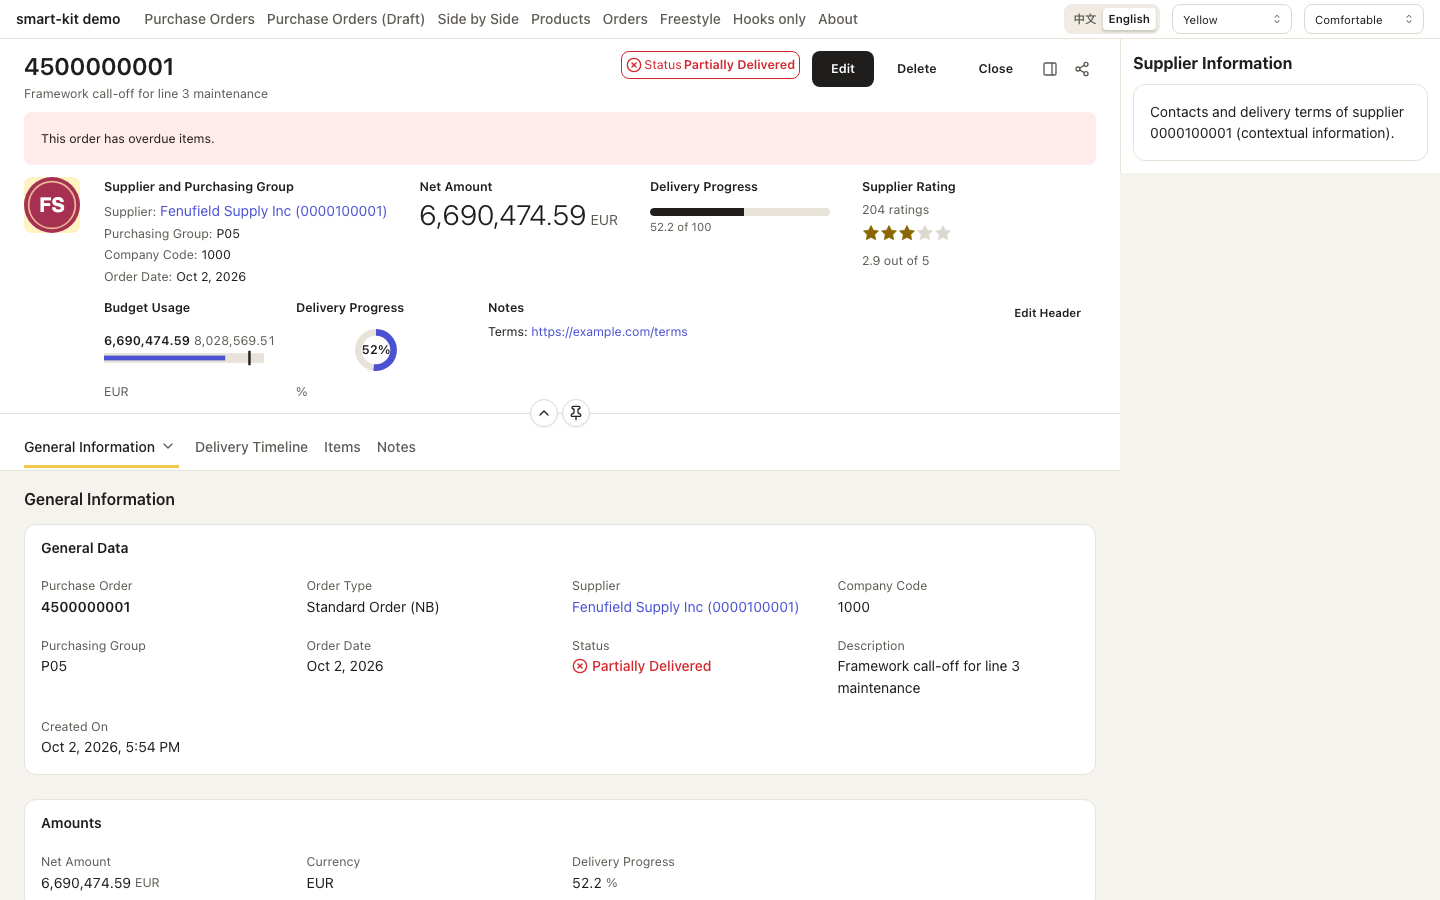 smart-kit demo Purchase Orders Purchase Orders (Draft) Side by Side Products Orders Freestyle Hooks only About 中文 English Yellow Comfortable
4500000001
Framework call-off for line 3 maintenance
Status Partially Delivered Edit Delete Close
This order has overdue items.
FS
Supplier and Purchasing Group
Supplier: Fenufield Supply Inc (0000100001)
Purchasing Group: P05
Company Code: 1000
Order Date: Oct 2, 2026
Net Amount
6,690,474.59 EUR
Delivery Progress
52.2 of 100
Supplier Rating
204 ratings
2.9 out of 5
Budget Usage
6,690,474.59 8,028,569.51
EUR
Delivery Progress
52%
%
Notes
Terms: https://example.com/terms
Edit Header
Supplier Information
Contacts and delivery terms of supplier
0000100001 (contextual information).
General Information Delivery Timeline Items Notes
General Information
General Data
Purchase Order
4500000001
Order Type
Standard Order (NB)
Supplier
Fenufield Supply Inc (0000100001)
Company Code
1000
Purchasing Group
P05
Order Date
Oct 2, 2026
Status
Partially Delivered
Description
Framework call-off for line 3
maintenance
Created On
Oct 2, 2026, 5:54 PM
Amounts
Net Amount
6,690,474.59 EUR
Currency
EUR
Delivery Progress
52.2 %